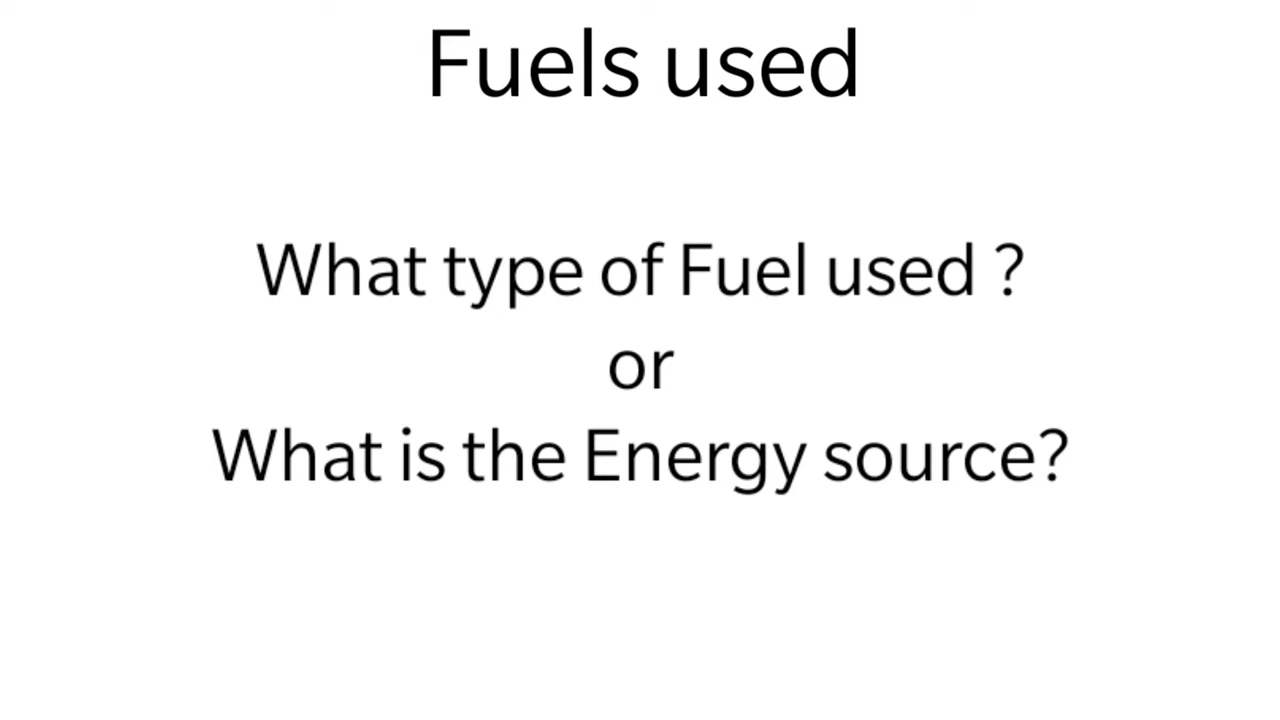 Fuels used
What type of Fuel used ?
or
What is the Energy source?